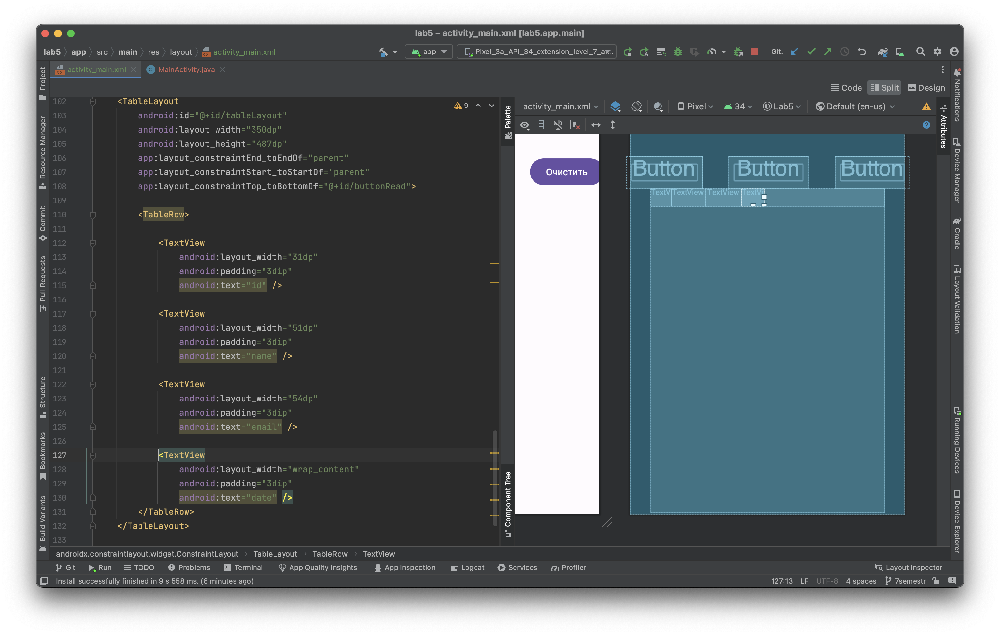 lab5 – activity_main.xml [lab5.app.main]
lab5 app src main res layout activity_main.xml
app Pixel_3a_API_34_extension_level_7_ar... Git:
activity_main.xml MainActivity.java
Code Split Design
Project
Resource Manager
Commit
Pull Requests
Structure
Bookmarks
Build Variants
102 <TableLayout
103 android:id="@+id/tableLayout"
104 android:layout_width="350dp"
105 android:layout_height="487dp"
106 app:layout_constraintEnd_toEndOf="parent"
107 app:layout_constraintStart_toStartOf="parent"
108 app:layout_constraintTop_toBottomOf="@+id/buttonRead">
109
110 <TableRow>
111
112 <TextView
113 android:layout_width="31dp"
114 android:padding="3dip"
115 android:text="id" />
116
117 <TextView
118 android:layout_width="51dp"
119 android:padding="3dip"
120 android:text="name" />
121
122 <TextView
123 android:layout_width="54dp"
124 android:padding="3dip"
125 android:text="email" />
126
127 <TextView
128 android:layout_width="wrap_content"
129 android:padding="3dip"
130 android:text="date" />
131 </TableRow>
132 </TableLayout>
133
9
Palette
Component Tree
activity_main.xml Pixel 34 Lab5 Default (en-us)
Очистить
Button Button Button
TextV TextView TextView TextV
Attributes
Notifications
Device Manager
Gradle
Layout Validation
Running Devices
Device Explorer
androidx.constraintlayout.widget.ConstraintLayout TableLayout TableRow TextView
Git Run TODO Problems Terminal App Quality Insights App Inspection Logcat Services Profiler Layout Inspector
Install successfully finished in 9 s 558 ms. (6 minutes ago) 127:13 LF UTF-8 4 spaces 7semestr